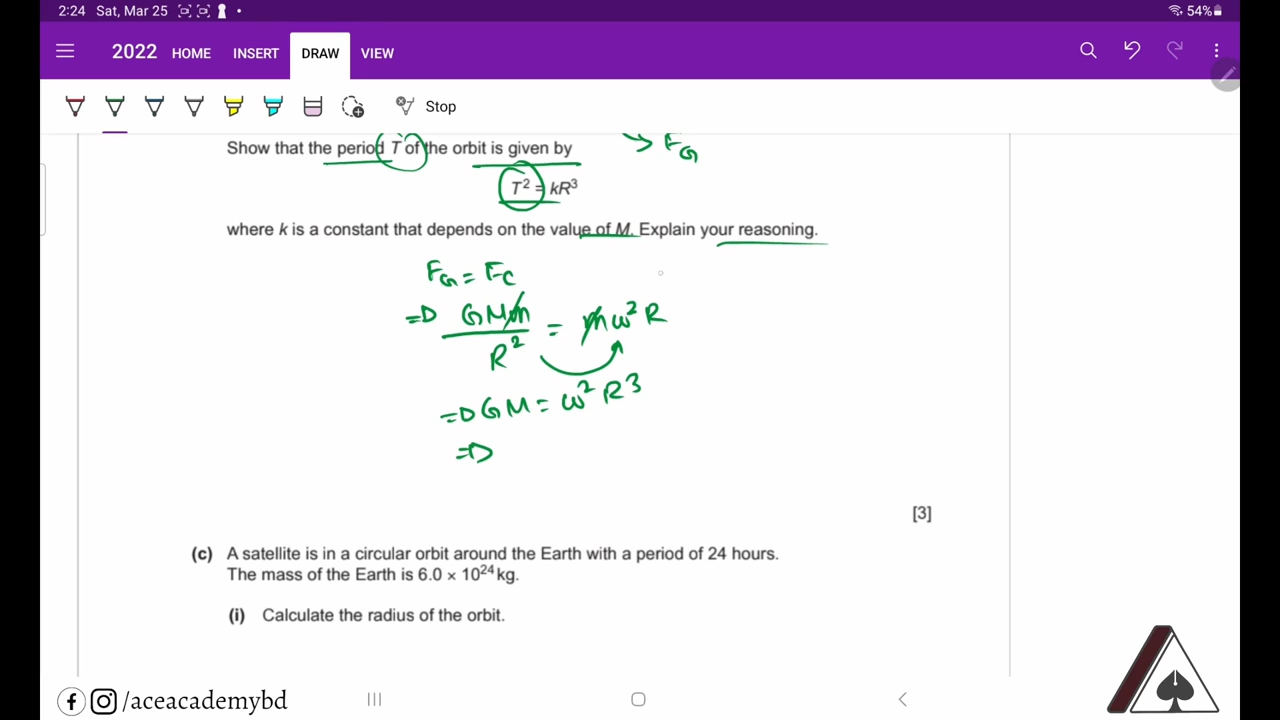 2:24 Sat, Mar 25 54%
2022 HOME INSERT DRAW VIEW
Stop
→ FG
Show that the period T of the orbit is given by
T² = kR³
where k is a constant that depends on the value of M. Explain your reasoning.
FG = FC
=> GMm / R² = mω²R
=> GM = ω²R³
=>
[3]
(c) A satellite is in a circular orbit around the Earth with a period of 24 hours.
The mass of the Earth is 6.0 × 10²⁴ kg.
(i) Calculate the radius of the orbit.
/aceacademybd